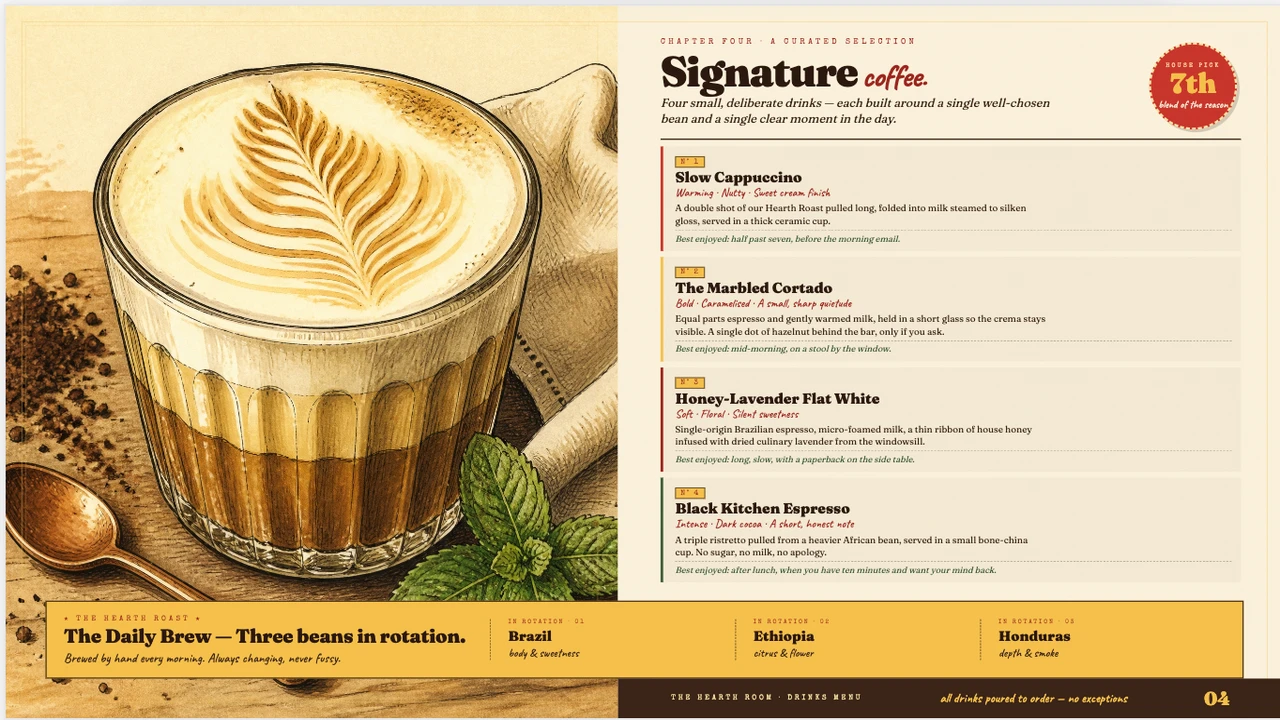 CHAPTER FOUR · A CURATED SELECTION
Signature coffee.
Four small, deliberate drinks — each built around a single well-chosen
bean and a single clear moment in the day.
HOUSE PICK
7th
blend of the season
N° 1
Slow Cappuccino
Warming · Nutty · Sweet cream finish
A double shot of our Hearth Roast pulled long, folded into milk steamed to silken
gloss, served in a thick ceramic cup.
Best enjoyed: half past seven, before the morning email.
N° 2
The Marbled Cortado
Bold · Caramelised · A small, sharp quietude
Equal parts espresso and gently warmed milk, held in a short glass so the crema stays
visible. A single dot of hazelnut behind the bar, only if you ask.
Best enjoyed: mid-morning, on a stool by the window.
N° 3
Honey-Lavender Flat White
Soft · Floral · Silent sweetness
Single-origin Brazilian espresso, micro-foamed milk, a thin ribbon of house honey
infused with dried culinary lavender from the windowsill.
Best enjoyed: long, slow, with a paperback on the side table.
N° 4
Black Kitchen Espresso
Intense · Dark cocoa · A short, honest note
A triple ristretto pulled from a heavier African bean, served in a small bone-china
cup. No sugar, no milk, no apology.
Best enjoyed: after lunch, when you have ten minutes and want your mind back.
★ THE HEARTH ROAST ★
The Daily Brew — Three beans in rotation.
Brewed by hand every morning. Always changing, never fussy.
IN ROTATION · 01
Brazil
body & sweetness
IN ROTATION · 02
Ethiopia
citrus & flower
IN ROTATION · 03
Honduras
depth & smoke
THE HEARTH ROOM · DRINKS MENU
all drinks poured to order — no exceptions
04